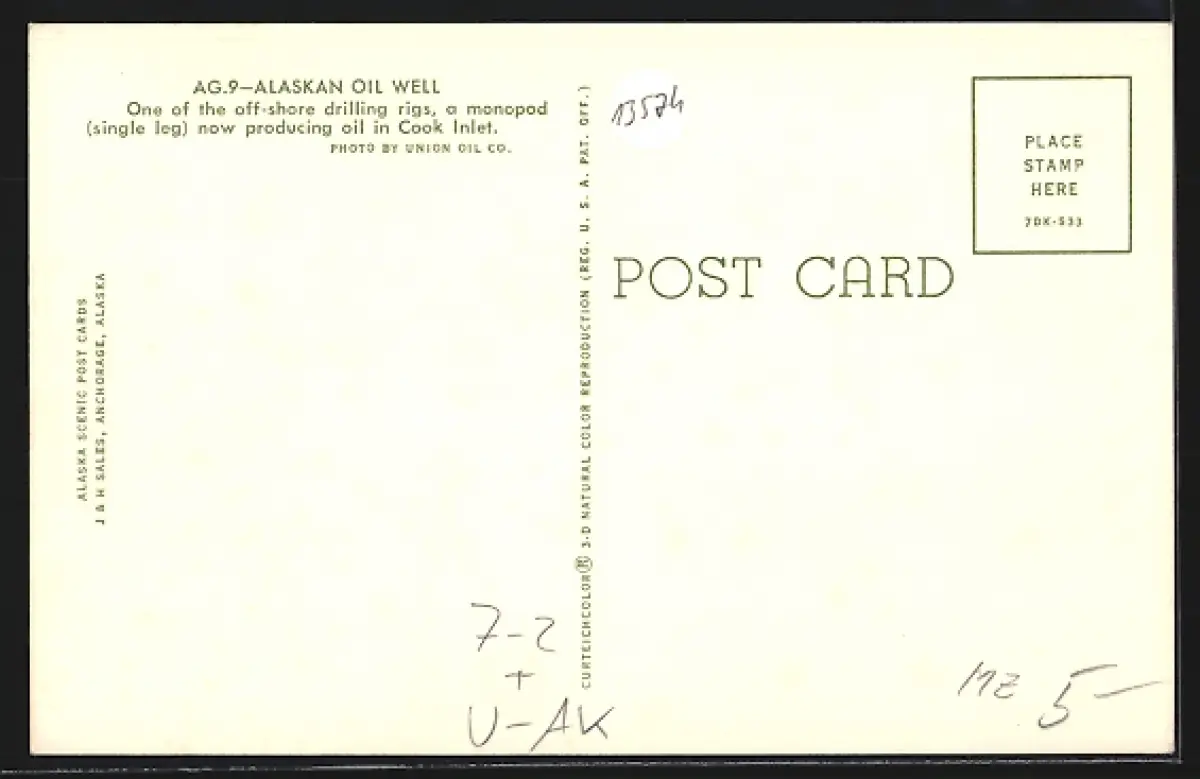 AG.9—ALASKAN OIL WELL
One of the off-shore drilling rigs, a monopod
(single leg) now producing oil in Cook Inlet.
PHOTO BY UNION OIL CO.
ALASKA SCENIC POST CARDS
J & H SALES, ANCHORAGE, ALASKA
CURTEICHCOLOR® 3-D NATURAL COLOR REPRODUCTION (REG. U. S. A. PAT. OFF.)
13574
PLACE
STAMP
HERE
7DK-533
POST CARD
7-2
+
U-AK
5-